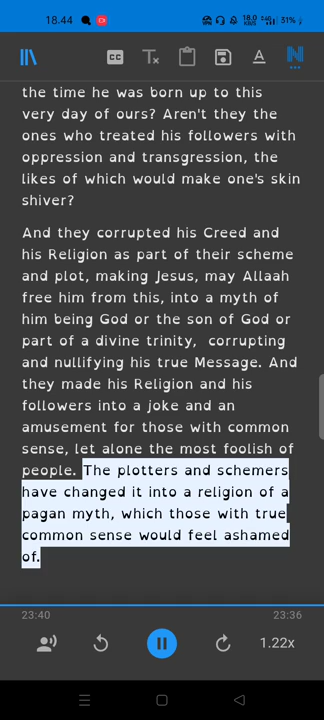 18.44
18.0
KB/S
4G
51%
CC
the time he was born up to this
very day of ours? Aren't they the
ones who treated his followers with
oppression and transgression, the
likes of which would make one's skin
shiver?
And they corrupted his Creed and
his Religion as part of their scheme
and plot, making Jesus, may Allaah
free him from this, into a myth of
him being God or the son of God or
part of a divine trinity,  corrupting
and nullifying his true Message. And
they made his Religion and his
followers into a joke and an
amusement for those with common
sense, let alone the most foolish of
people. The plotters and schemers
have changed it into a religion of a
pagan myth, which those with true
common sense would feel ashamed
of.
23:40
23:36
1.22x